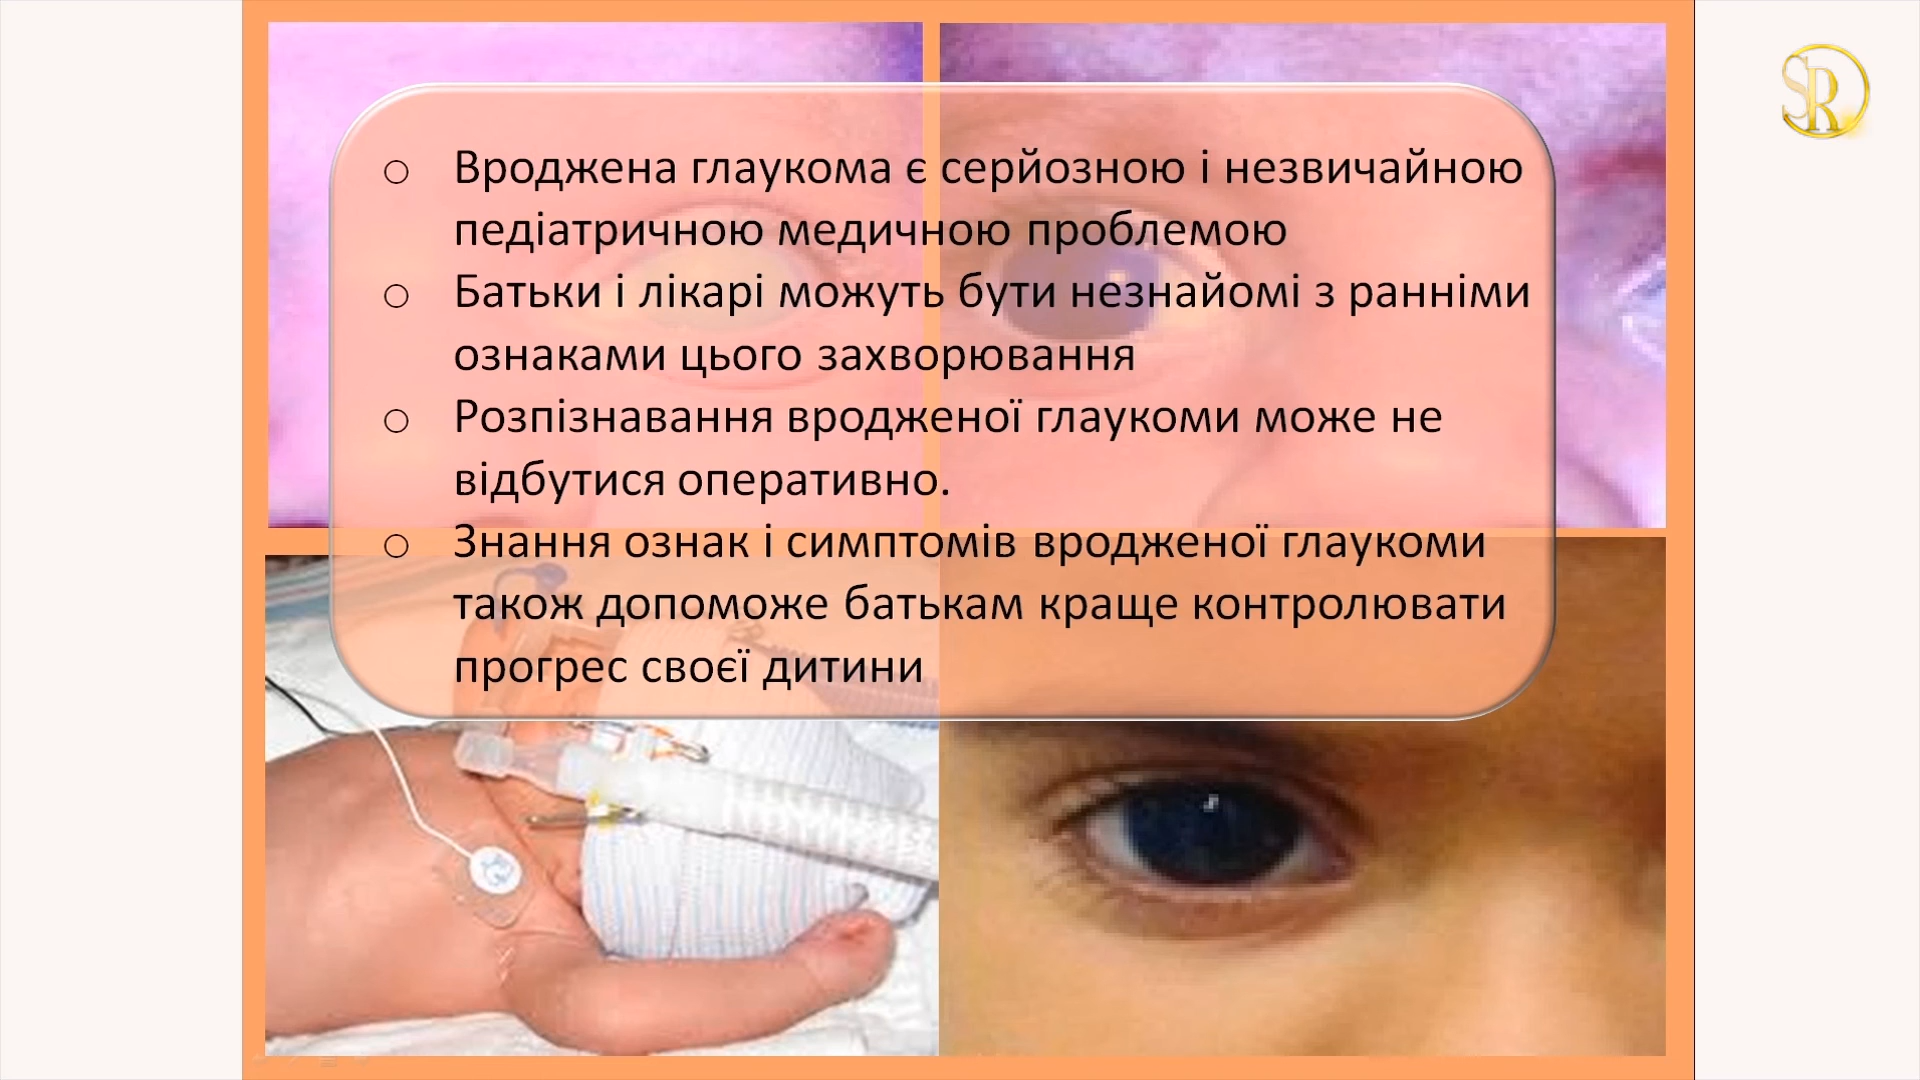 SR
o Вроджена глаукома є серйозною і незвичайною
педіатричною медичною проблемою
o Батьки і лікарі можуть бути незнайомі з ранніми
ознаками цього захворювання
o Розпізнавання вродженої глаукоми може не
відбутися оперативно.
o Знання ознак і симптомів вродженої глаукоми
також допоможе батькам краще контролювати
прогрес своєї дитини